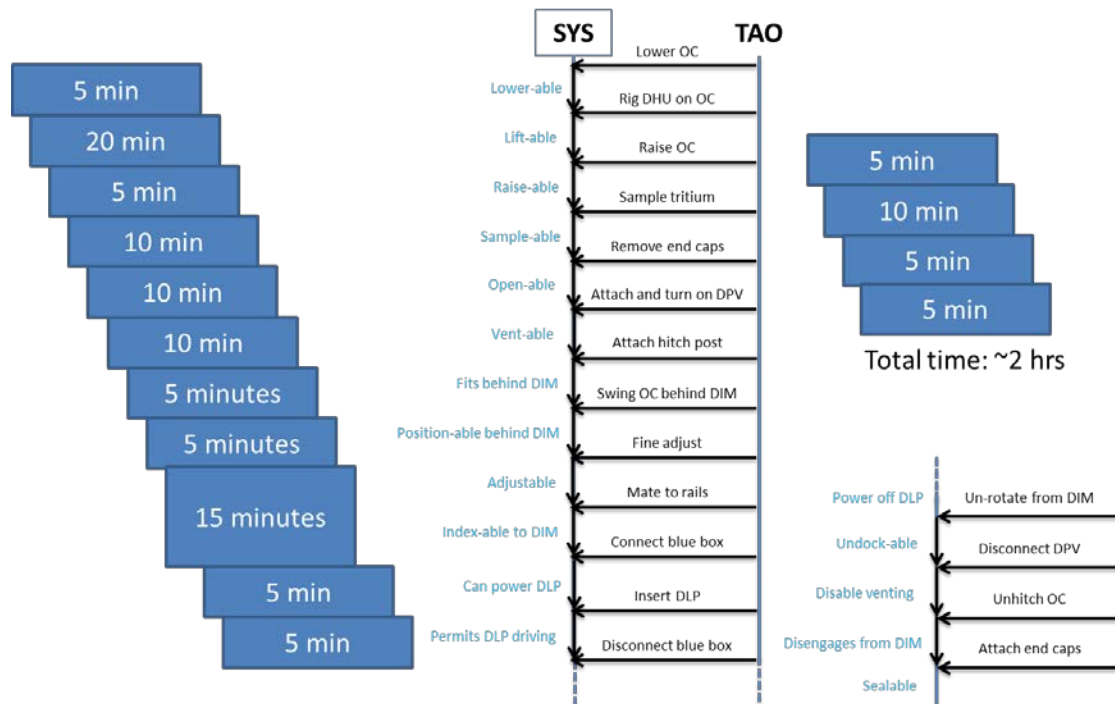 SYS
TAO
5 min
20 min
5 min
10 min
10 min
10 min
5 minutes
5 minutes
15 minutes
5 min
5 min
Lower OC
Lower-able
Rig DHU on OC
Lift-able
Raise OC
Raise-able
Sample tritium
Sample-able
Remove end caps
Open-able
Attach and turn on DPV
Vent-able
Attach hitch post
Fits behind DIM
Swing OC behind DIM
Position-able behind DIM
Fine adjust
Adjustable
Mate to rails
Index-able to DIM
Connect blue box
Can power DLP
Insert DLP
Permits DLP driving
Disconnect blue box
5 min
10 min
5 min
5 min
Total time: ~2 hrs
Power off DLP
Un-rotate from DIM
Undock-able
Disconnect DPV
Disable venting
Unhitch OC
Disengages from DIM
Attach end caps
Sealable